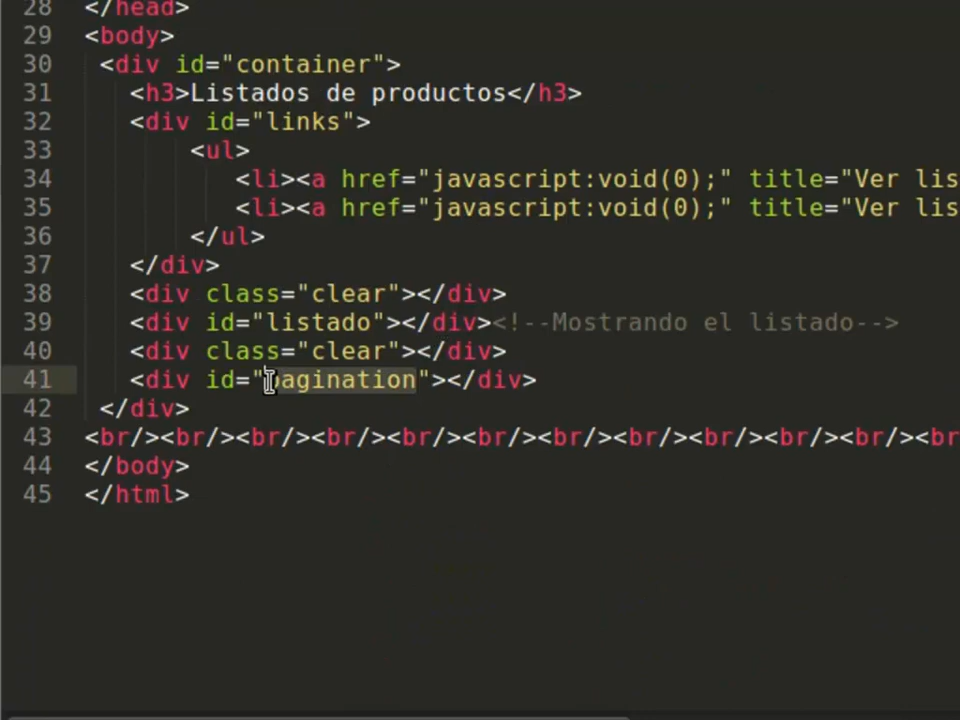 28 </head>
29 <body>
30 <div id="container">
31 <h3>Listados de productos</h3>
32 <div id="links">
33 <ul>
34 <li><a href="javascript:void(0);" title="Ver lis
35 <li><a href="javascript:void(0);" title="Ver lis
36 </ul>
37 </div>
38 <div class="clear"></div>
39 <div id="listado"></div><!--Mostrando el listado-->
40 <div class="clear"></div>
41 <div id="pagination"></div>
42 </div>
43 <br/><br/><br/><br/><br/><br/><br/><br/><br/><br/><br/><br
44 </body>
45 </html>